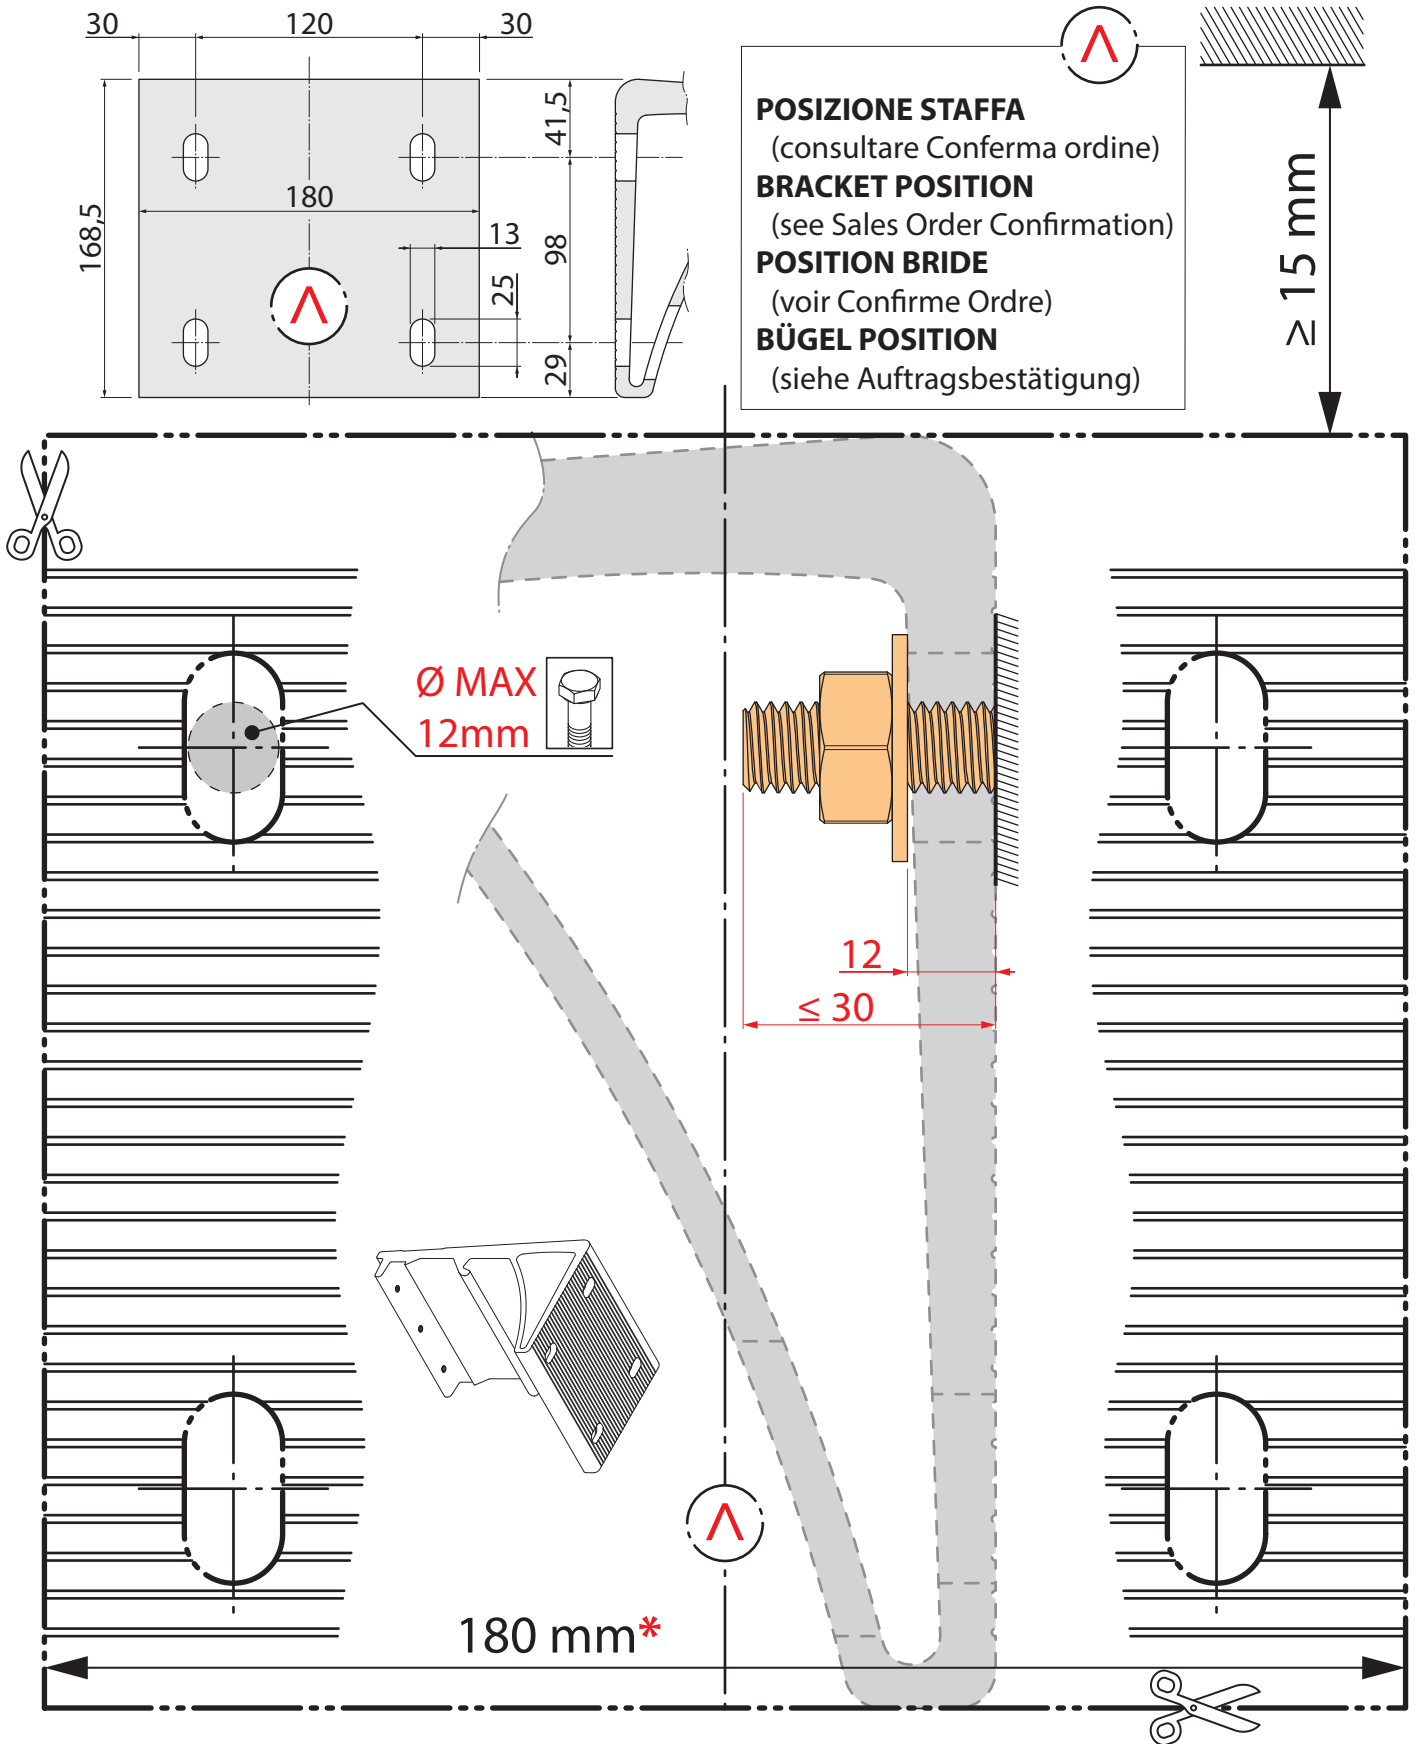 30 120 30
41,5
180
168,5
98
13
25
29
Λ
Λ
POSIZIONE STAFFA
(consultare Conferma ordine)
BRACKET POSITION
(see Sales Order Confirmation)
POSITION BRIDE
(voir Confirme Ordre)
BÜGEL POSITION
(siehe Auftragsbestätigung)
≥ 15 mm
Ø MAX
12mm
12
≤ 30
Λ
180 mm*